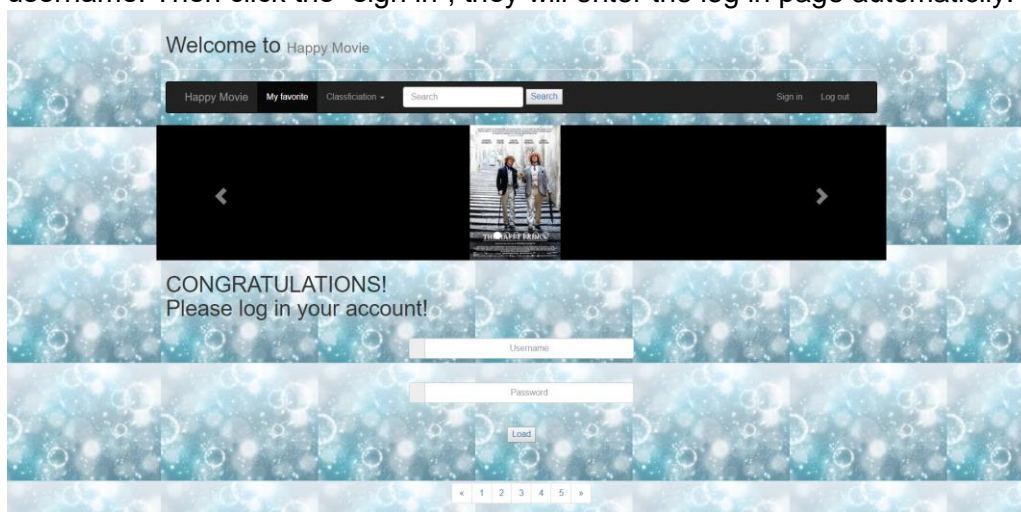 username. Then click the "sign in", they will enter the log in page automaticlly.
Welcome to Happy Movie
Happy Movie My favorite Classficiation Search Search Sign in Log out
CONGRATULATIONS!
Please log in your account!
Username
Password
Load
« 1 2 3 4 5 »